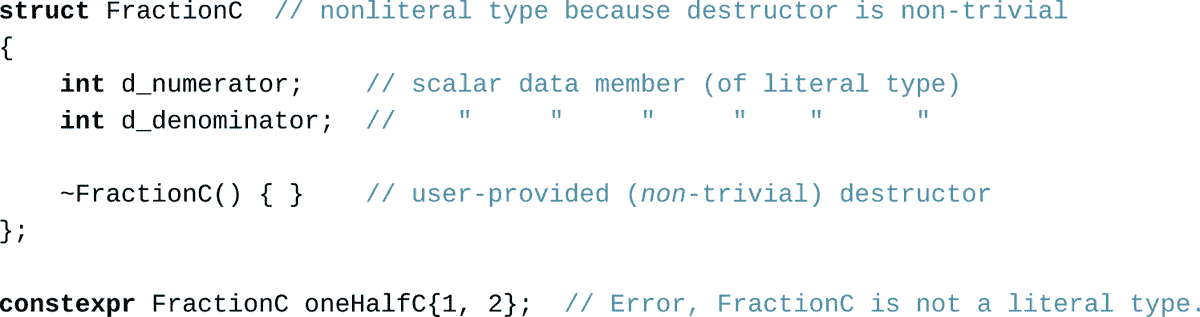 struct FractionC  // nonliteral type because destructor is non-trivial
{
    int d_numerator;    // scalar data member (of literal type)
    int d_denominator;  //    "     "     "     "    "      "
    ~FractionC() { }    // user-provided (non-trivial) destructor
};
constexpr FractionC oneHalfC{1, 2};  // Error, FractionC is not a literal type.